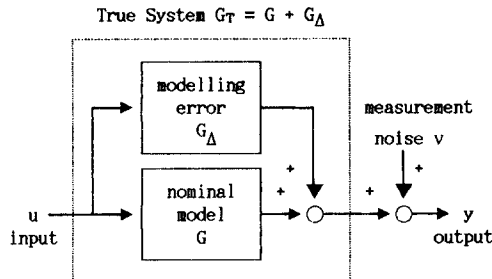 True System G_T = G + G_Δ
modelling
error
G_Δ
measurement
noise v
+
+
+
+
nominal
model
G
u
input
y
output